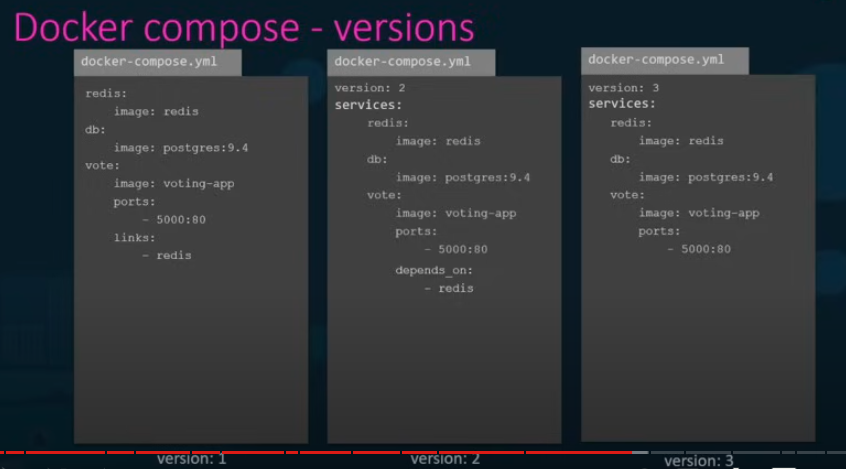 Docker compose - versions
docker-compose.yml
redis:
image: redis
db:
image: postgres:9.4
vote:
image: voting-app
ports:
- 5000:80
links:
- redis
version: 1
docker-compose.yml
version: 2
services:
redis:
image: redis
db:
image: postgres:9.4
vote:
image: voting-app
ports:
- 5000:80
depends_on:
- redis
version: 2
docker-compose.yml
version: 3
services:
redis:
image: redis
db:
image: postgres:9.4
vote:
image: voting-app
ports:
- 5000:80
version: 3